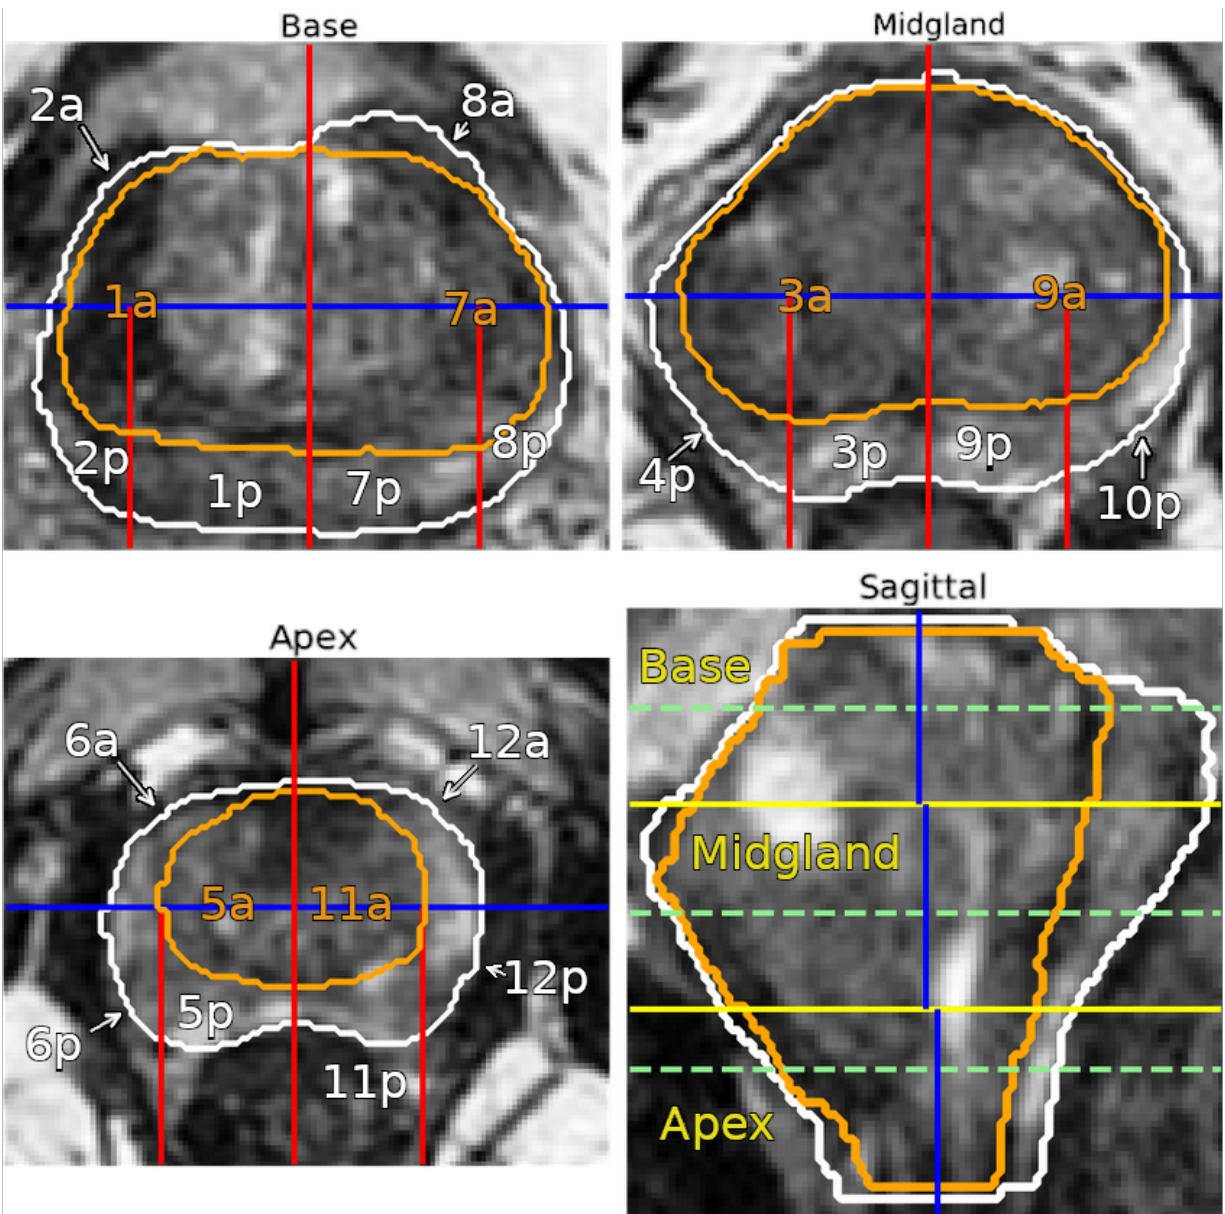 Base
2a
8a
1a
7a
2p
8p
1p
7p
Midgland
3a
9a
4p
3p
9p
10p
Apex
6a
12a
5a
11a
12p
5p
6p
11p
Sagittal
Base
Midgland
Apex